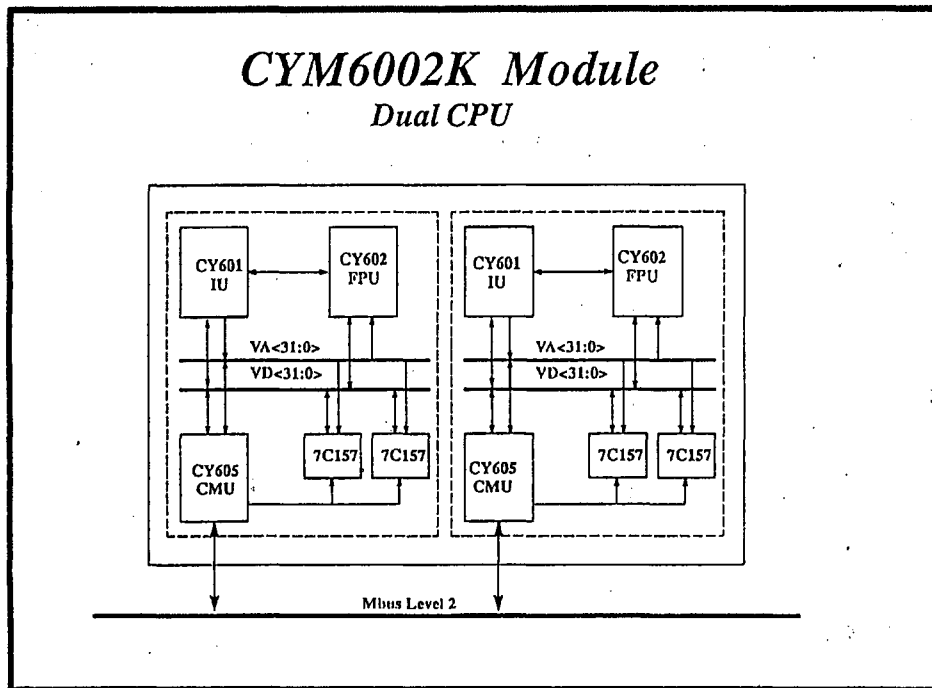 CYM6002K Module
Dual CPU
CY601
IU
CY602
FPU
VA<31:0>
VD<31:0>
CY605
CMU
7C157
7C157
CY601
IU
CY602
FPU
VA<31:0>
VD<31:0>
CY605
CMU
7C157
7C157
Mbus Level 2